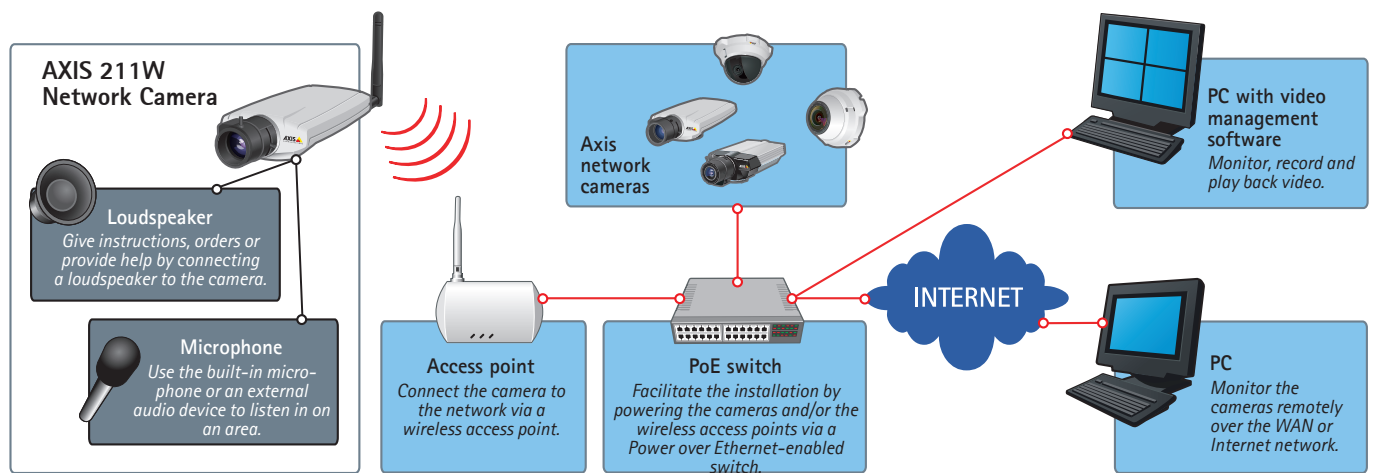 AXIS 211W
Network Camera
AXIS
Loudspeaker
Give instructions, orders or
provide help by connecting
a loudspeaker to the camera.
Microphone
Use the built-in micro-
phone or an external
audio device to listen in on
an area.
Access point
Connect the camera to
the network via a
wireless access point.
Axis
network
cameras
PoE switch
Facilitate the installation by
powering the cameras and/or the
wireless access points via a
Power over Ethernet-enabled
switch.
INTERNET
PC with video
management
software
Monitor, record and
play back video.
PC
Monitor the
cameras remotely
over the WAN or
Internet network.